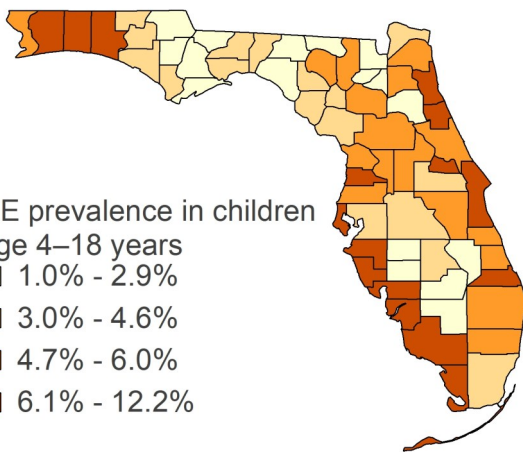 E prevalence in children
ge 4–18 years
1.0% - 2.9%
3.0% - 4.6%
4.7% - 6.0%
6.1% - 12.2%